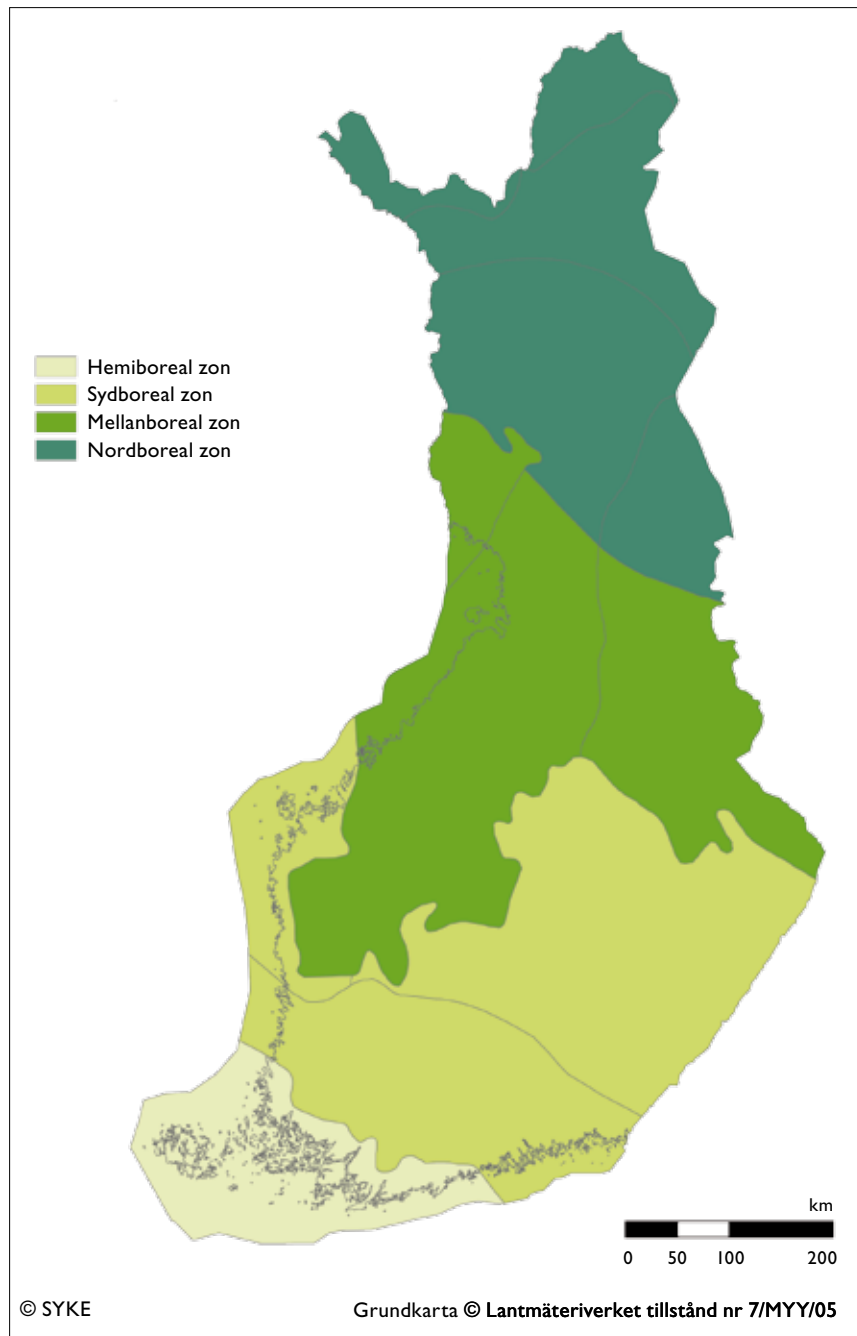 Hemiboreal zon
Sydboreal zon
Mellanboreal zon
Nordboreal zon
km
0 50 100 200
© SYKE
Grundkarta © Lantmäteriverket tillstånd nr 7/MYY/05